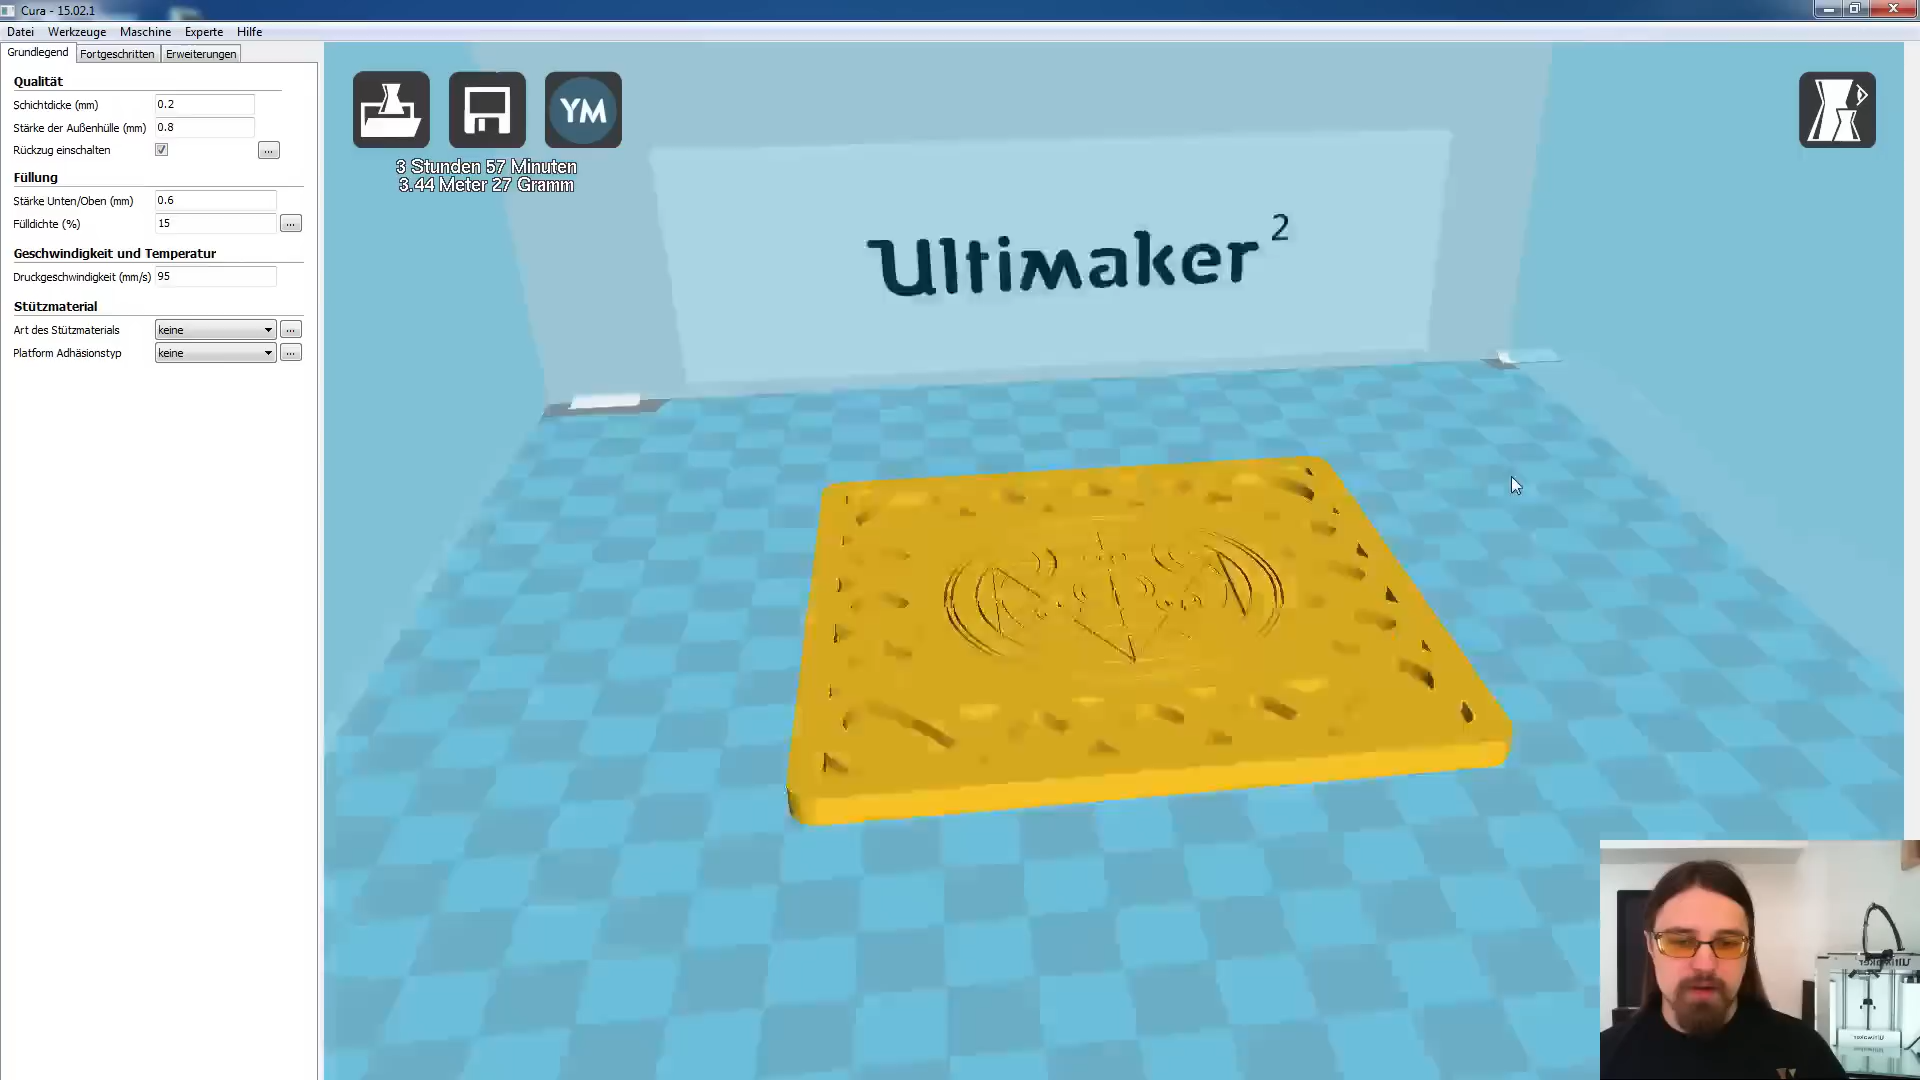 Cura - 15.02.1
Datei Werkzeuge Maschine Experte Hilfe
Grundlegend Fortgeschritten Erweiterungen
Qualität
Schichtdicke (mm) 0.2
Stärke der Außenhülle (mm) 0.8
Rückzug einschalten ...
Füllung
Stärke Unten/Oben (mm) 0.6
Fülldichte (%) 15 ...
Geschwindigkeit und Temperatur
Druckgeschwindigkeit (mm/s) 95
Stützmaterial
Art des Stützmaterials keine ...
Platform Adhäsionstyp keine ...
YM
3 Stunden 57 Minuten
3.44 Meter 27 Gramm
Ultimaker 2